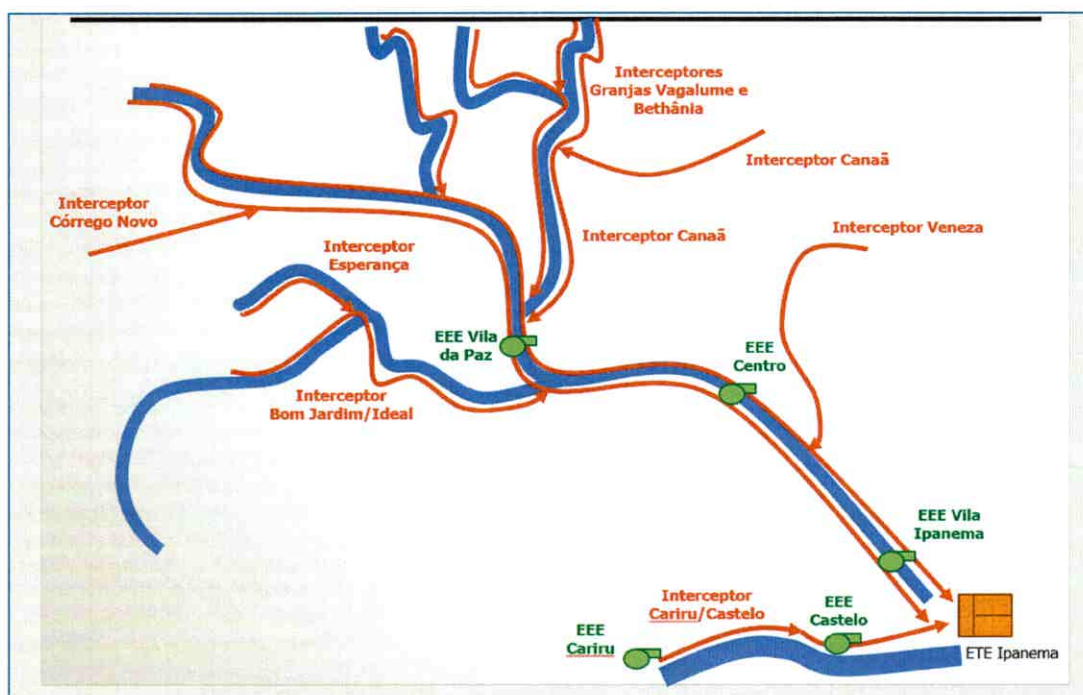 Interceptores
Granjas Vagalume e
Bethânia
Interceptor Canaã
Interceptor
Córrego Novo
Interceptor Canaã
Interceptor Veneza
Interceptor
Esperança
EEE Vila
da Paz
EEE
Centro
Interceptor
Bom Jardim/Ideal
EEE Vila
Ipanema
Interceptor
Cariru/Castelo
EEE
Castelo
EEE
Cariru
ETE Ipanema